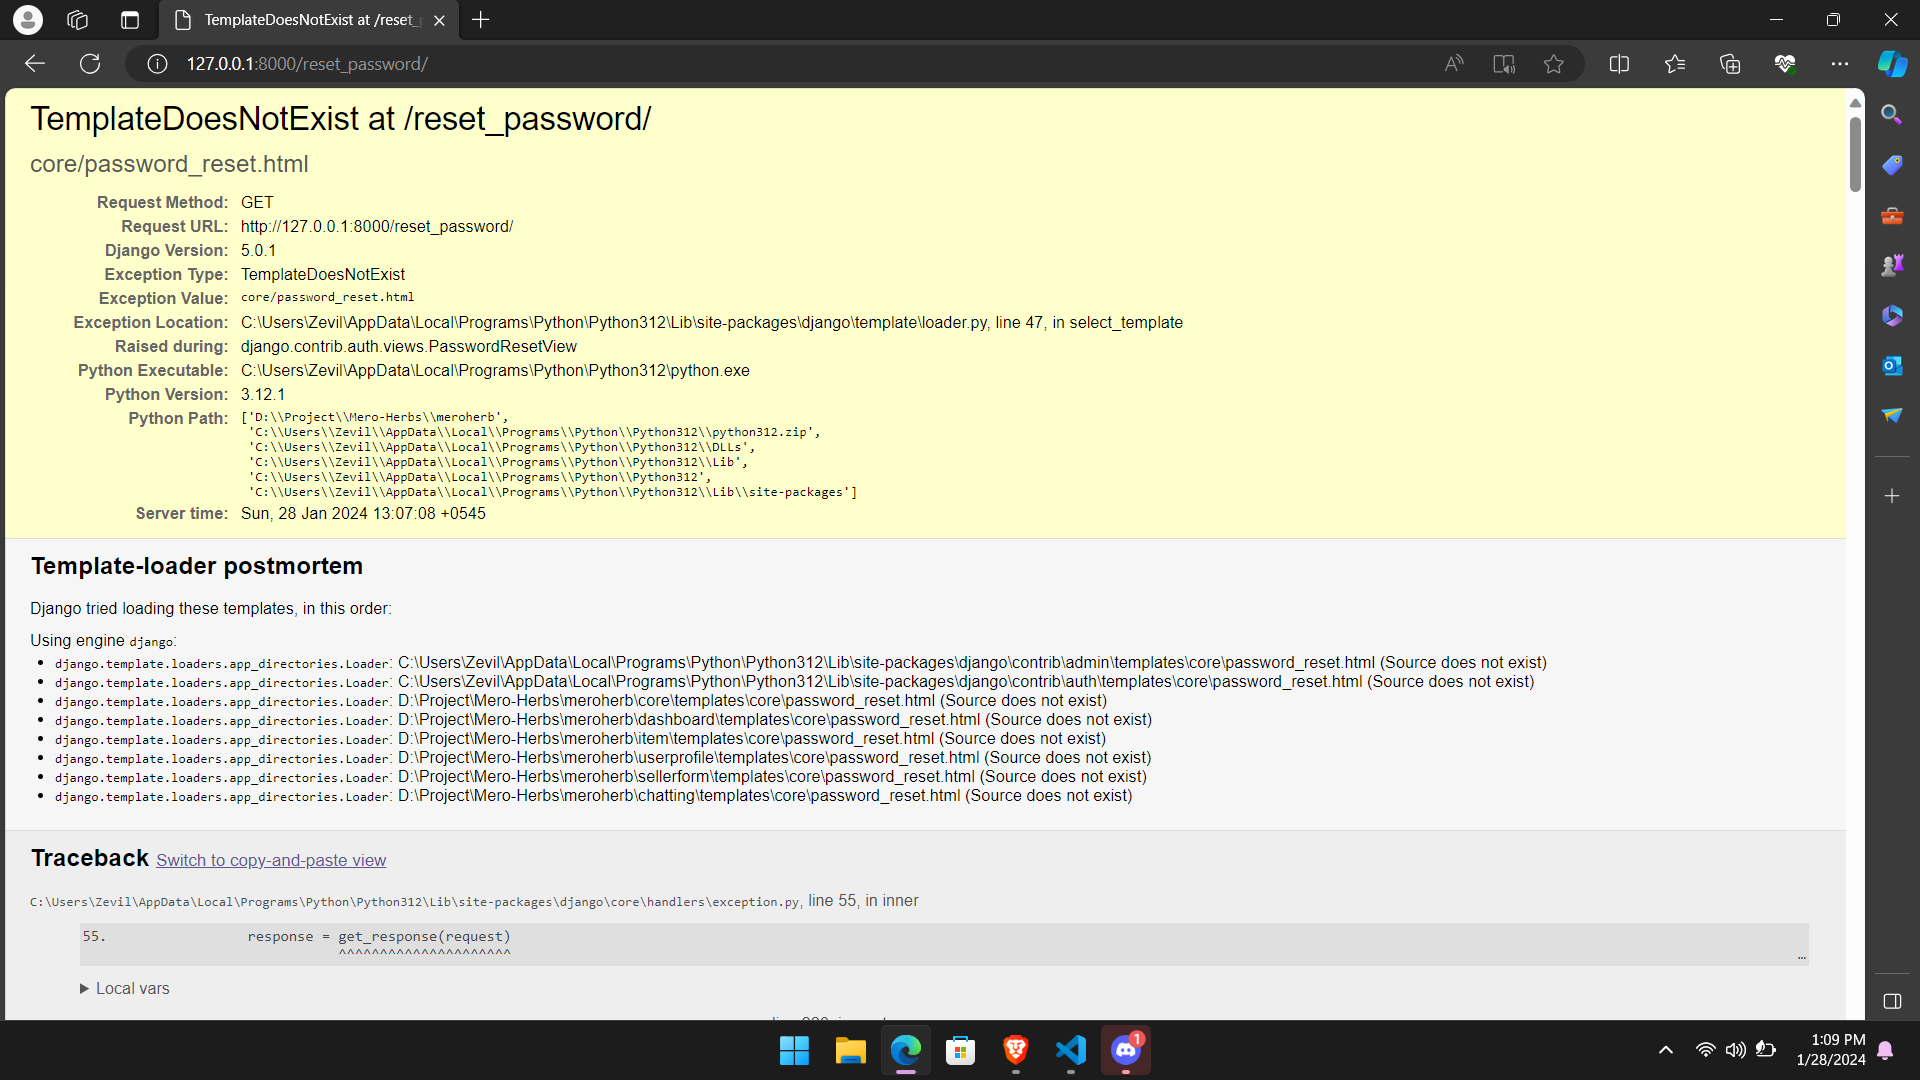 TemplateDoesNotExist at /reset_
127.0.0.1:8000/reset_password/
TemplateDoesNotExist at /reset_password/
core/password_reset.html
Request Method: GET
Request URL: http://127.0.0.1:8000/reset_password/
Django Version: 5.0.1
Exception Type: TemplateDoesNotExist
Exception Value: core/password_reset.html
Exception Location: C:\Users\Zevil\AppData\Local\Programs\Python\Python312\Lib\site-packages\django\template\loader.py, line 47, in select_template
Raised during: django.contrib.auth.views.PasswordResetView
Python Executable: C:\Users\Zevil\AppData\Local\Programs\Python\Python312\python.exe
Python Version: 3.12.1
Python Path: ['D:\\Project\\Mero-Herbs\\meroherb',
'C:\\Users\\Zevil\\AppData\\Local\\Programs\\Python\\Python312\\python312.zip',
'C:\\Users\\Zevil\\AppData\\Local\\Programs\\Python\\Python312\\DLLs',
'C:\\Users\\Zevil\\AppData\\Local\\Programs\\Python\\Python312\\Lib',
'C:\\Users\\Zevil\\AppData\\Local\\Programs\\Python\\Python312',
'C:\\Users\\Zevil\\AppData\\Local\\Programs\\Python\\Python312\\Lib\\site-packages']
Server time: Sun, 28 Jan 2024 13:07:08 +0545
Template-loader postmortem
Django tried loading these templates, in this order:
Using engine django:
• django.template.loaders.app_directories.Loader: C:\Users\Zevil\AppData\Local\Programs\Python\Python312\Lib\site-packages\django\contrib\admin\templates\core\password_reset.html (Source does not exist)
• django.template.loaders.app_directories.Loader: C:\Users\Zevil\AppData\Local\Programs\Python\Python312\Lib\site-packages\django\contrib\auth\templates\core\password_reset.html (Source does not exist)
• django.template.loaders.app_directories.Loader: D:\Project\Mero-Herbs\meroherb\core\templates\core\password_reset.html (Source does not exist)
• django.template.loaders.app_directories.Loader: D:\Project\Mero-Herbs\meroherb\dashboard\templates\core\password_reset.html (Source does not exist)
• django.template.loaders.app_directories.Loader: D:\Project\Mero-Herbs\meroherb\item\templates\core\password_reset.html (Source does not exist)
• django.template.loaders.app_directories.Loader: D:\Project\Mero-Herbs\meroherb\userprofile\templates\core\password_reset.html (Source does not exist)
• django.template.loaders.app_directories.Loader: D:\Project\Mero-Herbs\meroherb\sellerform\templates\core\password_reset.html (Source does not exist)
• django.template.loaders.app_directories.Loader: D:\Project\Mero-Herbs\meroherb\chatting\templates\core\password_reset.html (Source does not exist)
Traceback Switch to copy-and-paste view
C:\Users\Zevil\AppData\Local\Programs\Python\Python312\Lib\site-packages\django\core\handlers\exception.py, line 55, in inner
55. response = get_response(request)
^^^^^^^^^^^^^^^^^^^^^
…
▶ Local vars
1
1:09 PM
1/28/2024